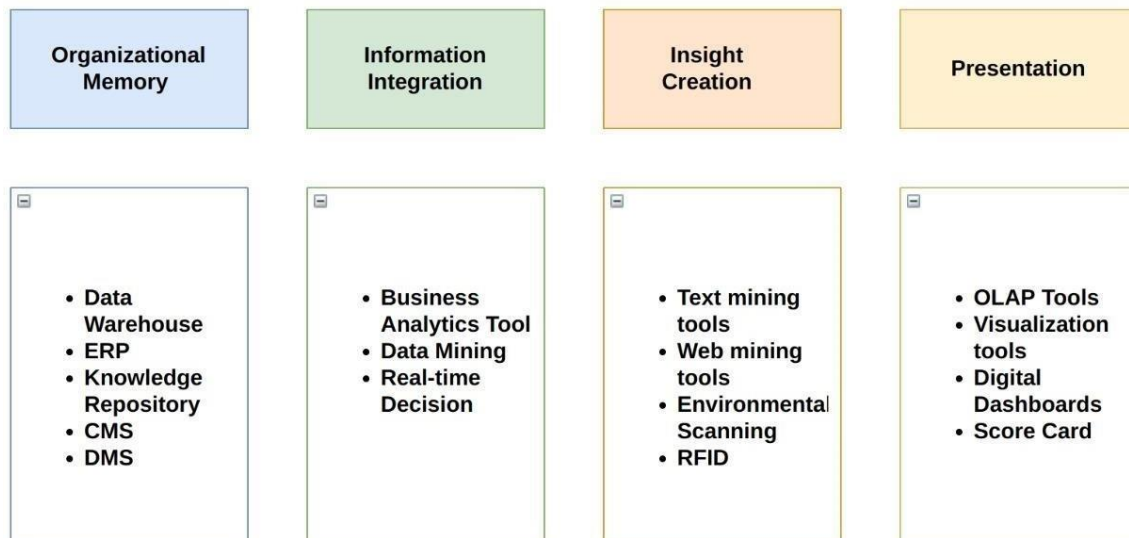 Organizational
Memory
Information
Integration
Insight
Creation
Presentation
• Data
Warehouse
• ERP
• Knowledge
Repository
• CMS
• DMS
• Business
Analytics Tool
• Data Mining
• Real-time
Decision
• Text mining
tools
• Web mining
tools
• Environmental
Scanning
• RFID
• OLAP Tools
• Visualization
tools
• Digital
Dashboards
• Score Card